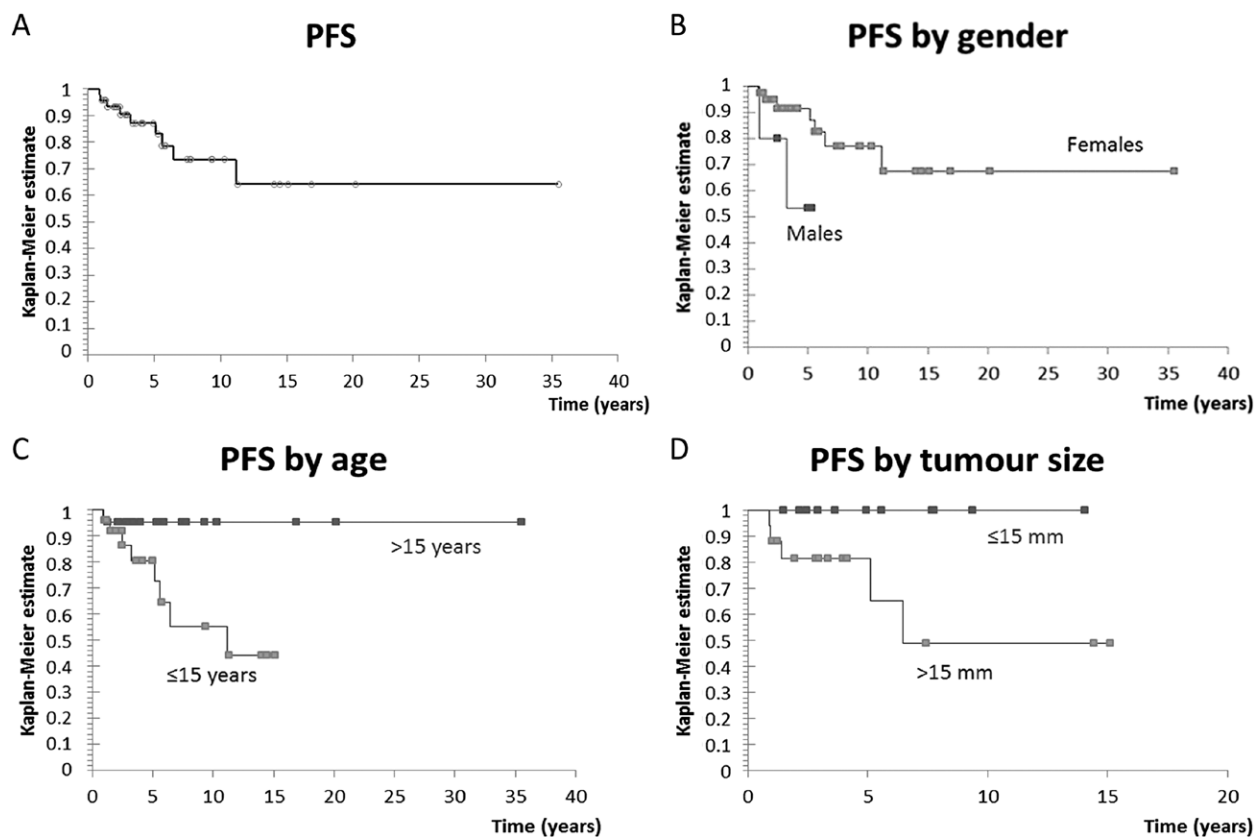 A
PFS
Kaplan-Meier estimate
1
0.9
0.8
0.7
0.6
0.5
0.4
0.3
0.2
0.1
0
0 5 10 15 20 25 30 35 40
Time (years)
B
PFS by gender
Kaplan-Meier estimate
1
0.9
0.8
0.7
0.6
0.5
0.4
0.3
0.2
0.1
0
Females
Males
0 5 10 15 20 25 30 35 40
Time (years)
C
PFS by age
Kaplan-Meier estimate
1
0.9
0.8
0.7
0.6
0.5
0.4
0.3
0.2
0.1
0
>15 years
≤15 years
0 5 10 15 20 25 30 35 40
Time (years)
D
PFS by tumour size
Kaplan-Meier estimate
1
0.9
0.8
0.7
0.6
0.5
0.4
0.3
0.2
0.1
0
≤15 mm
>15 mm
0 5 10 15 20
Time (years)